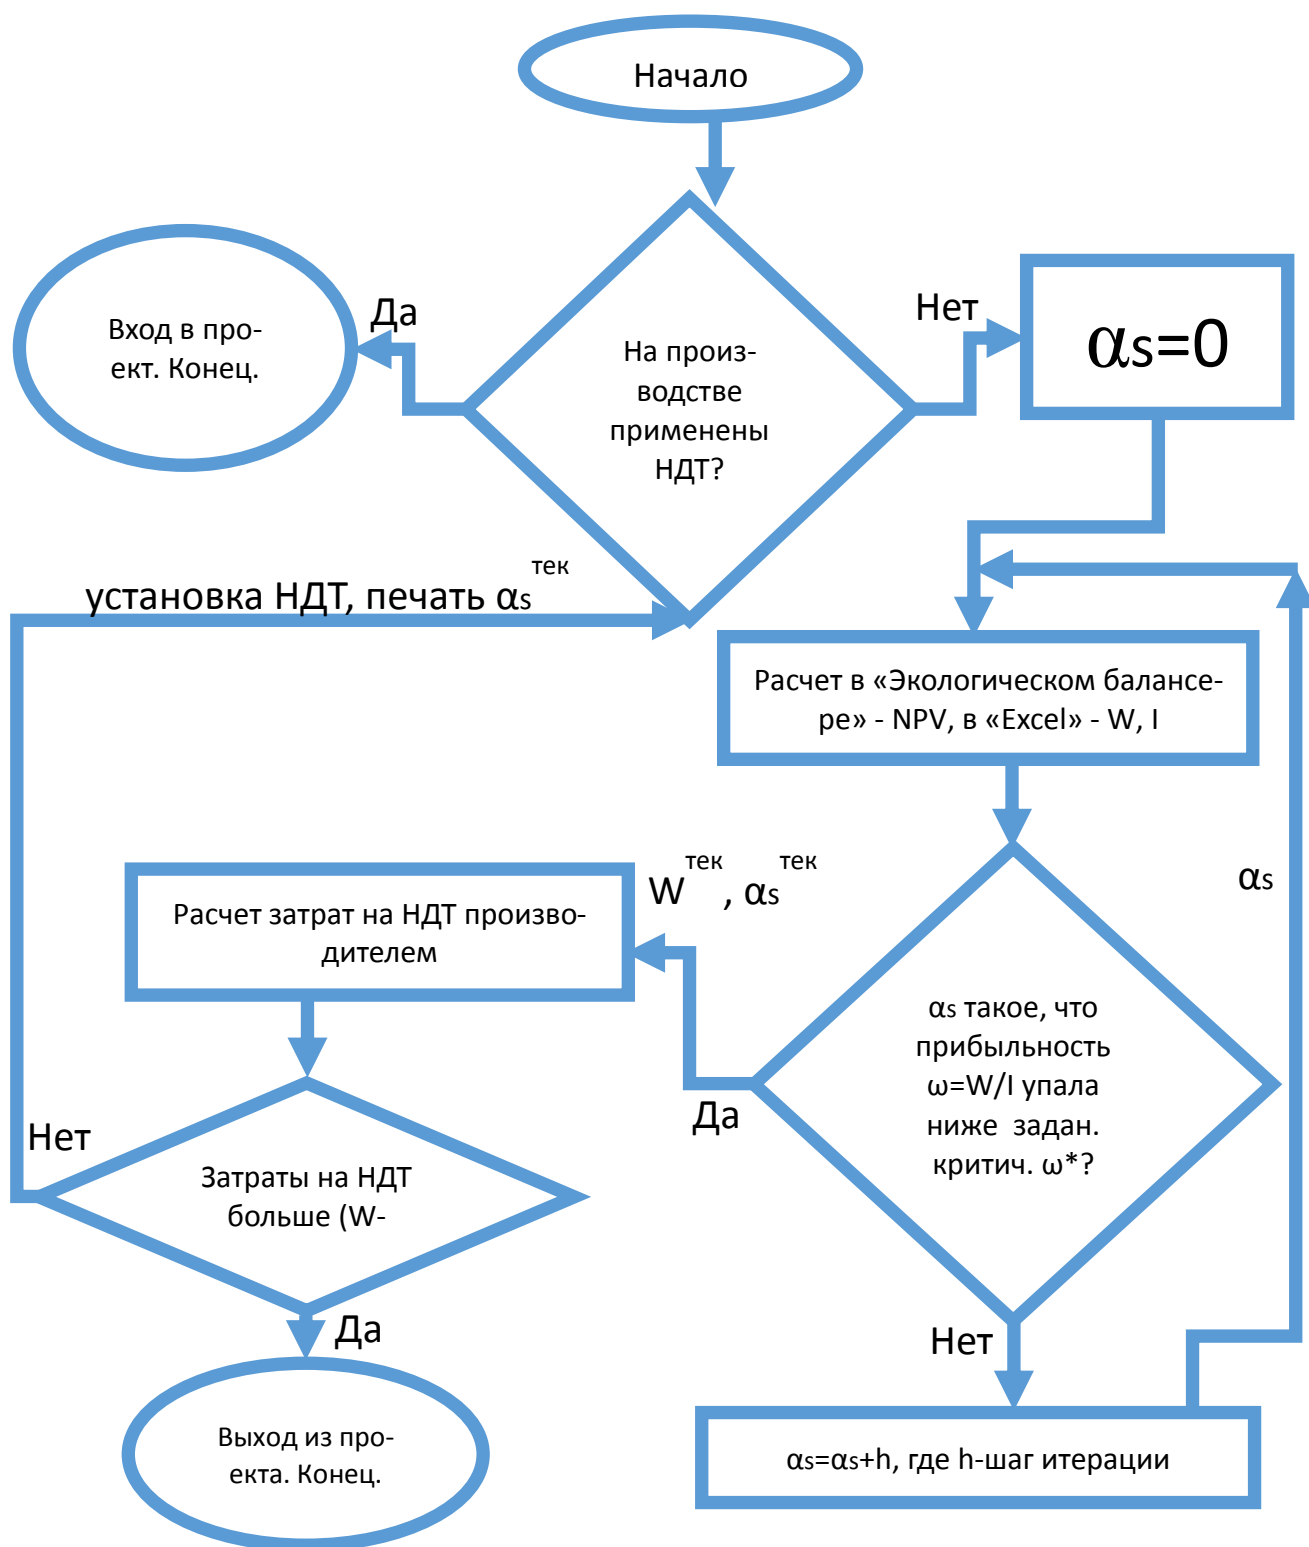 Начало
Да
Нет
Вход в про-
ект. Конец.
На произ-
водстве
применены
НДТ?
αs=0
установка НДТ, печать αs тек
Расчет в «Экологическом балансе-
ре» - NPV, в «Excel» - W, I
W тек, αs тек
αs
Расчет затрат на НДТ произво-
дителем
αs такое, что
прибыльность
ω=W/I упала
ниже задан.
критич. ω*?
Да
Нет
Затраты на НДТ
больше (W-
Да
Нет
Выход из про-
екта. Конец.
αs=αs+h, где h-шаг итерации